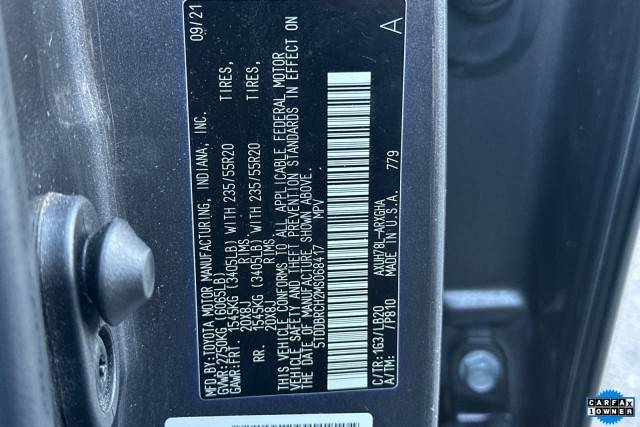 MFD. BY:TOYOTA MOTOR MANUFACTURING, INDIANA, INC. 09/21
GVWR:2750KG (6065LB)
GAWR:FRT. 1545KG (3405LB) WITH 235/55R20 TIRES,
20X8J RIMS
RR. 1545KG (3405LB) WITH 235/55R20 TIRES,
20X8J RIMS
THIS VEHICLE CONFORMS TO ALL APPLICABLE FEDERAL MOTOR
VEHICLE SAFETY AND THEFT PREVENTION STANDARDS IN EFFECT ON
THE DATE OF MANUFACTURE SHOWN ABOVE.
5TDDBRCH2MS068417 MPV
C/TR:1G3/LB20 AXUH78L-ARXGHA
A/TM: /P810 MADE IN U.S.A. 779
A
CARFAX
1 OWNER